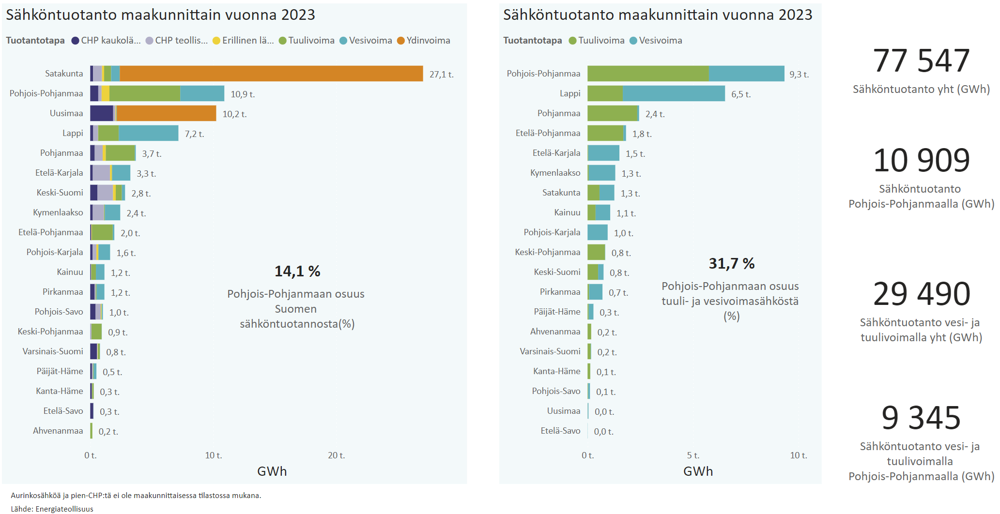 Sähköntuotanto maakunnittain vuonna 2023
Tuotantotapa CHP kaukolä... CHP teollis... Erillinen lä... Tuulivoima Vesivoima Ydinvoima
Satakunta 27,1 t.
Pohjois-Pohjanmaa 10,9 t.
Uusimaa 10,2 t.
Lappi 7,2 t.
Pohjanmaa 3,7 t.
Etelä-Karjala 3,3 t.
Keski-Suomi 2,8 t.
Kymenlaakso 2,4 t.
Etelä-Pohjanmaa 2,0 t.
Pohjois-Karjala 1,6 t.
Kainuu 1,2 t.
Pirkanmaa 1,2 t.
Pohjois-Savo 1,0 t.
Keski-Pohjanmaa 0,9 t.
Varsinais-Suomi 0,8 t.
Päijät-Häme 0,5 t.
Kanta-Häme 0,3 t.
Etelä-Savo 0,3 t.
Ahvenanmaa 0,2 t.
14,1 %
Pohjois-Pohjanmaan osuus
Suomen
sähköntuotannosta(%)
0 t. 10 t. 20 t.
GWh
Sähköntuotanto maakunnittain vuonna 2023
Tuotantotapa Tuulivoima Vesivoima
Pohjois-Pohjanmaa 9,3 t.
Lappi 6,5 t.
Pohjanmaa 2,4 t.
Etelä-Pohjanmaa 1,8 t.
Etelä-Karjala 1,5 t.
Kymenlaakso 1,3 t.
Satakunta 1,3 t.
Kainuu 1,1 t.
Pohjois-Karjala 1,0 t.
Keski-Pohjanmaa 0,8 t.
Keski-Suomi 0,8 t.
Pirkanmaa 0,7 t.
Päijät-Häme 0,3 t.
Ahvenanmaa 0,2 t.
Varsinais-Suomi 0,2 t.
Kanta-Häme 0,1 t.
Pohjois-Savo 0,1 t.
Uusimaa 0,0 t.
Etelä-Savo 0,0 t.
31,7 %
Pohjois-Pohjanmaan osuus
tuuli- ja vesivoimasähköstä
(%)
0 t. 5 t. 10 t.
GWh
77 547
Sähköntuotanto yht (GWh)
10 909
Sähköntuotanto
Pohjois-Pohjanmaalla (GWh)
29 490
Sähköntuotanto vesi- ja
tuulivoimalla yht (GWh)
9 345
Sähköntuotanto vesi- ja
tuulivoimalla
Pohjois-Pohjanmaalla (GWh)
Aurinkosähköä ja pien-CHP:tä ei ole maakunnittaisessa tilastossa mukana.
Lähde: Energiateollisuus